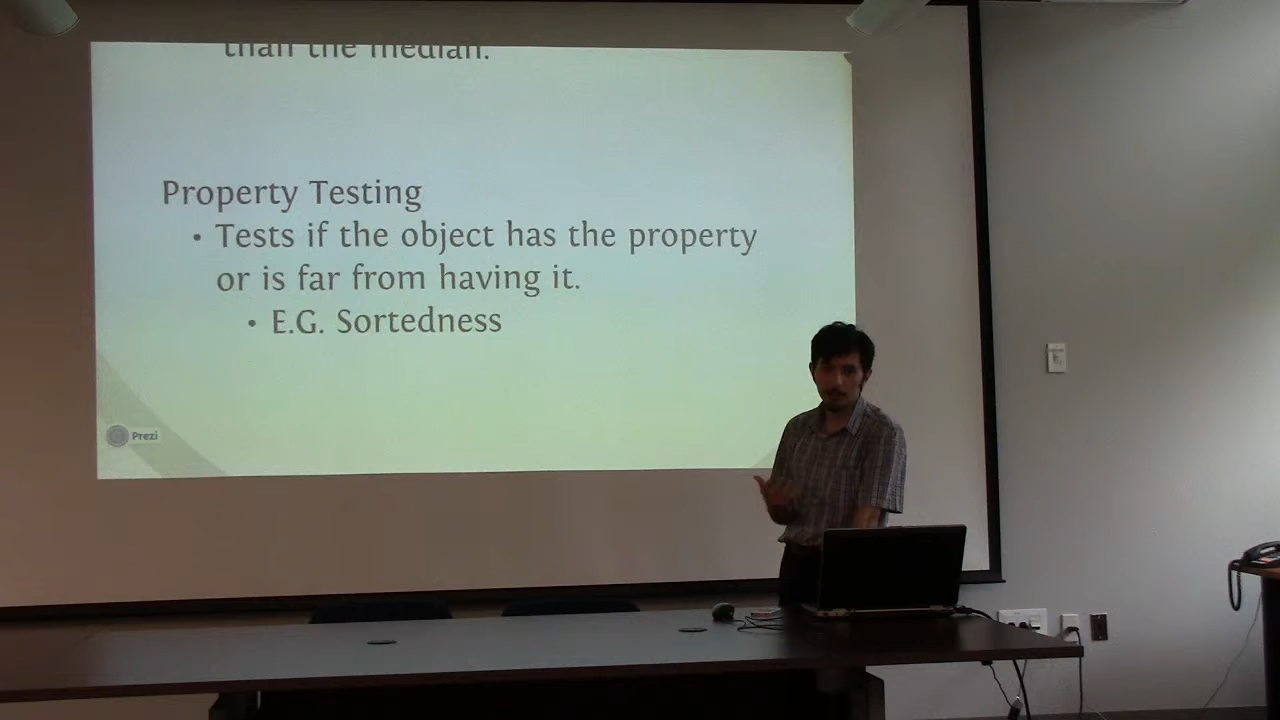 than the median.
Property Testing
• Tests if the object has the property
or is far from having it.
• E.G. Sortedness
Prezi